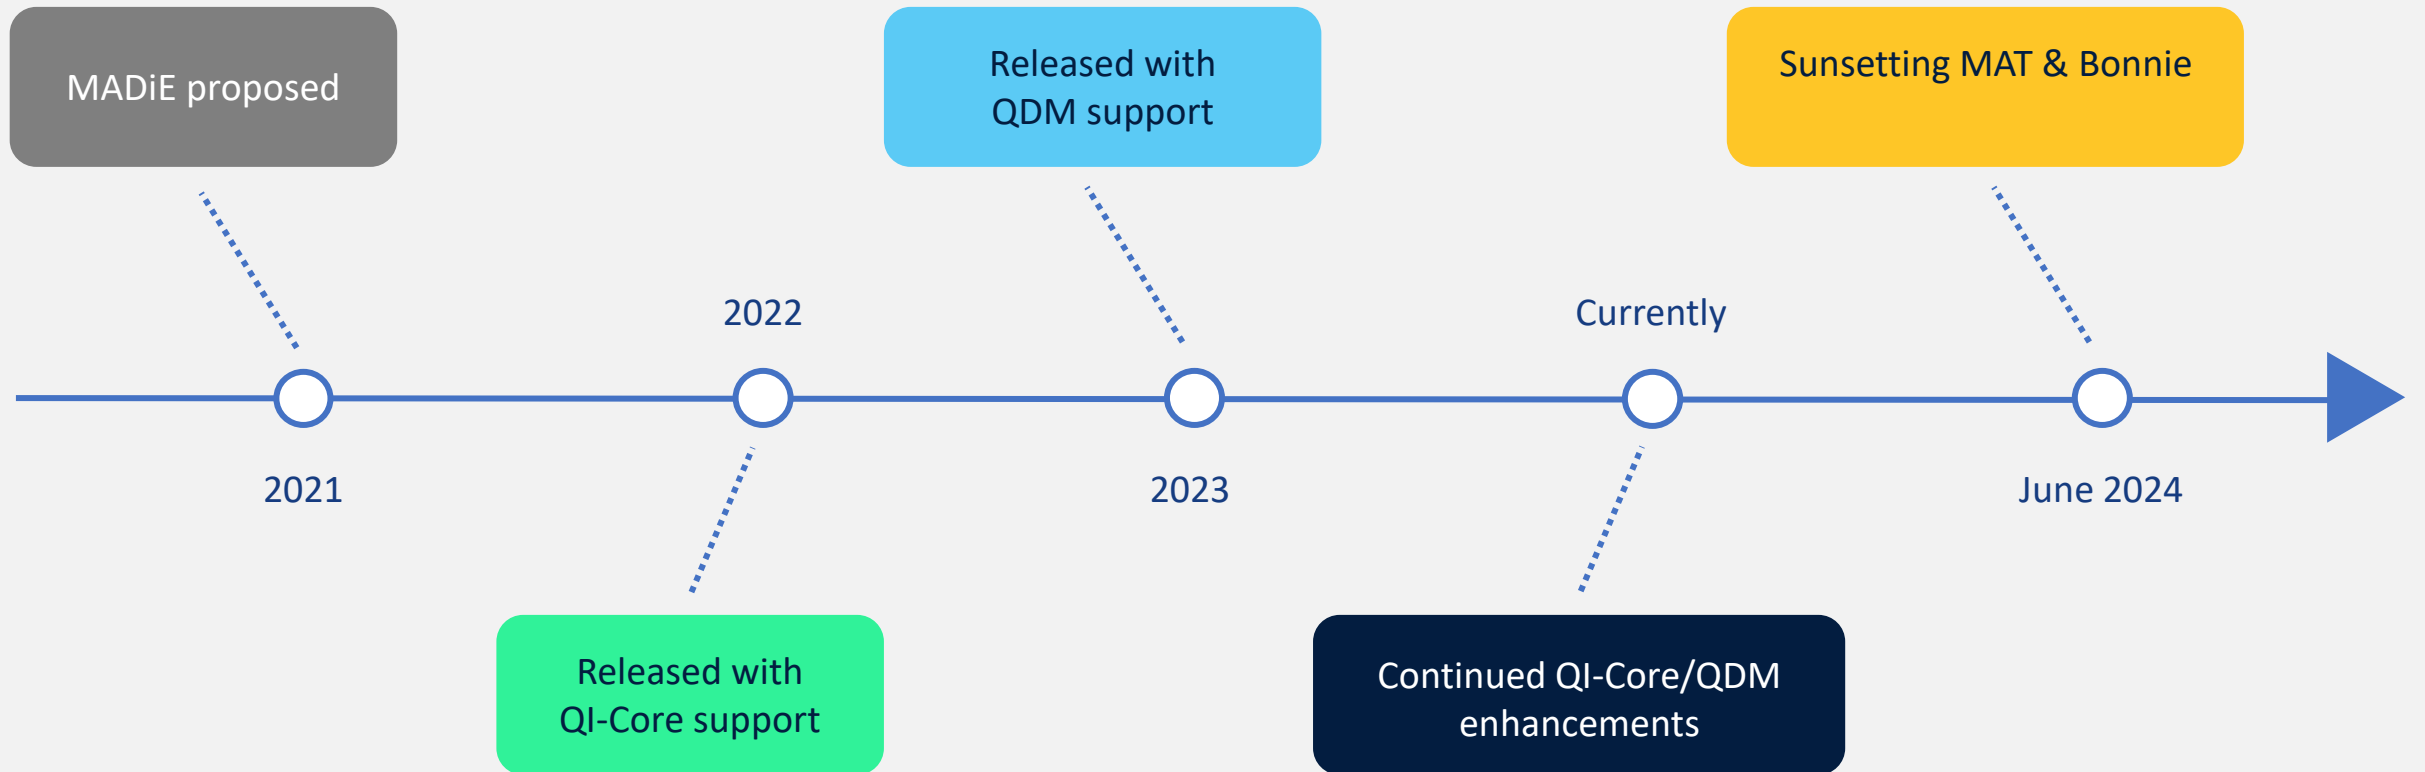 MADiE proposed
2021
2022
Released with
QI-Core support
Released with
QDM support
2023
Currently
Continued QI-Core/QDM
enhancements
Sunsetting MAT & Bonnie
June 2024